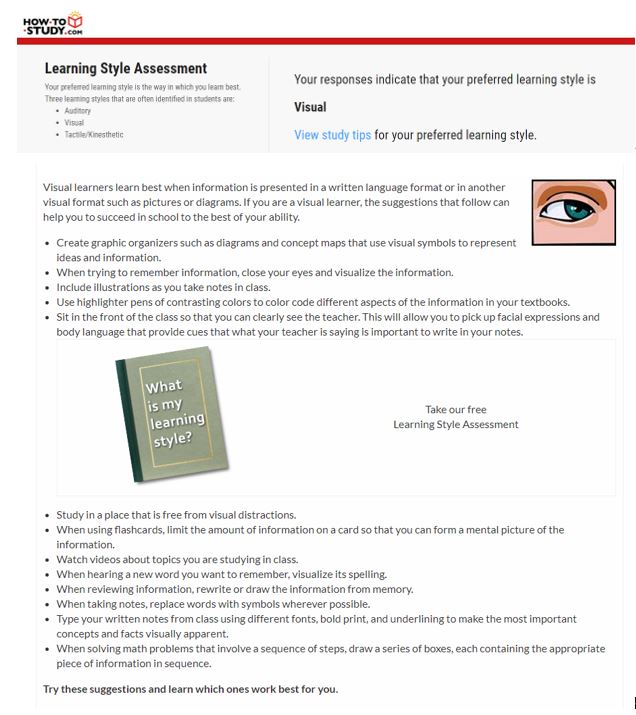 HOW-TO
STUDY.COM
Learning Style Assessment
Your preferred learning style is the way in which you learn best.
Three learning styles that are often identified in students are:
• Auditory
• Visual
• Tactile/Kinesthetic
Your responses indicate that your preferred learning style is
Visual
View study tips for your preferred learning style.
Visual learners learn best when information is presented in a written language format or in another
visual format such as pictures or diagrams. If you are a visual learner, the suggestions that follow can
help you to succeed in school to the best of your ability.
• Create graphic organizers such as diagrams and concept maps that use visual symbols to represent
ideas and information.
• When trying to remember information, close your eyes and visualize the information.
• Include illustrations as you take notes in class.
• Use highlighter pens of contrasting colors to color code different aspects of the information in your textbooks.
• Sit in the front of the class so that you can clearly see the teacher. This will allow you to pick up facial expressions and
body language that provide cues that what your teacher is saying is important to write in your notes.
What
is my
learning
style?
Take our free
Learning Style Assessment
• Study in a place that is free from visual distractions.
• When using flashcards, limit the amount of information on a card so that you can form a mental picture of the
information.
• Watch videos about topics you are studying in class.
• When hearing a new word you want to remember, visualize its spelling.
• When reviewing information, rewrite or draw the information from memory.
• When taking notes, replace words with symbols wherever possible.
• Type your written notes from class using different fonts, bold print, and underlining to make the most important
concepts and facts visually apparent.
• When solving math problems that involve a sequence of steps, draw a series of boxes, each containing the appropriate
piece of information in sequence.
Try these suggestions and learn which ones work best for you.